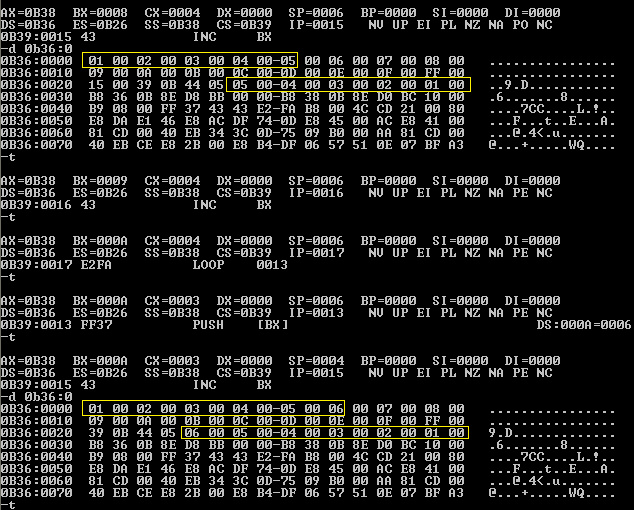 AX=0B38  BX=0008  CX=0004  DX=0000  SP=0006  BP=0000  SI=0000  DI=0000
DS=0B36  ES=0B26  SS=0B38  CS=0B39  IP=0015   NV UP EI PL NZ NA PO NC
0B39:0015 43            INC     BX
-d 0b36:0
0B36:0000  01 00 02 00 03 00 04 00-05 00 06 00 07 00 08 00   ................
0B36:0010  09 00 0A 00 0B 00 0C 00-0D 00 0E 00 0F 00 FF 00   ................
0B36:0020  15 00 39 0B 44 05 05 00-04 00 03 00 02 00 01 00   ..9.D...........
0B36:0030  B8 36 0B 8E D8 BB 00 00-B8 38 0B 8E D0 BC 10 00   .6.......8......
0B36:0040  B9 08 00 FF 37 43 43 E2-FA B8 00 4C CD 21 00 80   ....7CC....L.!..
0B36:0050  E8 DA E1 46 E8 AC DF 74-0D E8 45 00 AC E8 41 00   ...F...t..E...A.
0B36:0060  81 CD 00 40 EB 34 3C 0D-75 09 B0 00 AA 81 CD 00   ...@.4<.u.......
0B36:0070  40 EB CE E8 2B 00 E8 B4-DF 06 57 51 0E 07 BF A3   @...+.....WQ....
-t
AX=0B38  BX=0009  CX=0004  DX=0000  SP=0006  BP=0000  SI=0000  DI=0000
DS=0B36  ES=0B26  SS=0B38  CS=0B39  IP=0016   NV UP EI PL NZ NA PE NC
0B39:0016 43            INC     BX
-t
AX=0B38  BX=000A  CX=0004  DX=0000  SP=0006  BP=0000  SI=0000  DI=0000
DS=0B36  ES=0B26  SS=0B38  CS=0B39  IP=0017   NV UP EI PL NZ NA PE NC
0B39:0017 E2FA          LOOP    0013
-t
AX=0B38  BX=000A  CX=0003  DX=0000  SP=0006  BP=0000  SI=0000  DI=0000
DS=0B36  ES=0B26  SS=0B38  CS=0B39  IP=0013   NV UP EI PL NZ NA PE NC
0B39:0013 FF37          PUSH    [BX]                               DS:000A=0006
-t
AX=0B38  BX=000A  CX=0003  DX=0000  SP=0004  BP=0000  SI=0000  DI=0000
DS=0B36  ES=0B26  SS=0B38  CS=0B39  IP=0015   NV UP EI PL NZ NA PE NC
0B39:0015 43            INC     BX
-d 0b36:0
0B36:0000  01 00 02 00 03 00 04 00-05 00 06 00 07 00 08 00   ................
0B36:0010  09 00 0A 00 0B 00 0C 00-0D 00 0E 00 0F 00 FF 00   ................
0B36:0020  39 0B 44 05 06 00 05 00-04 00 03 00 02 00 01 00   9.D.............
0B36:0030  B8 36 0B 8E D8 BB 00 00-B8 38 0B 8E D0 BC 10 00   .6.......8......
0B36:0040  B9 08 00 FF 37 43 43 E2-FA B8 00 4C CD 21 00 80   ....7CC....L.!..
0B36:0050  E8 DA E1 46 E8 AC DF 74-0D E8 45 00 AC E8 41 00   ...F...t..E...A.
0B36:0060  81 CD 00 40 EB 34 3C 0D-75 09 B0 00 AA 81 CD 00   ...@.4<.u.......
0B36:0070  40 EB CE E8 2B 00 E8 B4-DF 06 57 51 0E 07 BF A3   @...+.....WQ....
-t